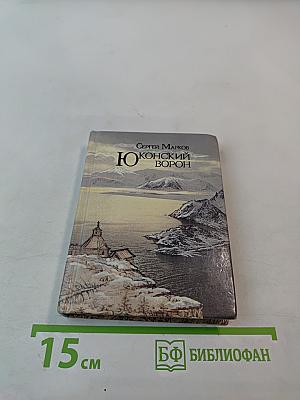 Сергей Марков
Юконский
ворон
15 см
БФ БИБЛИОФАН